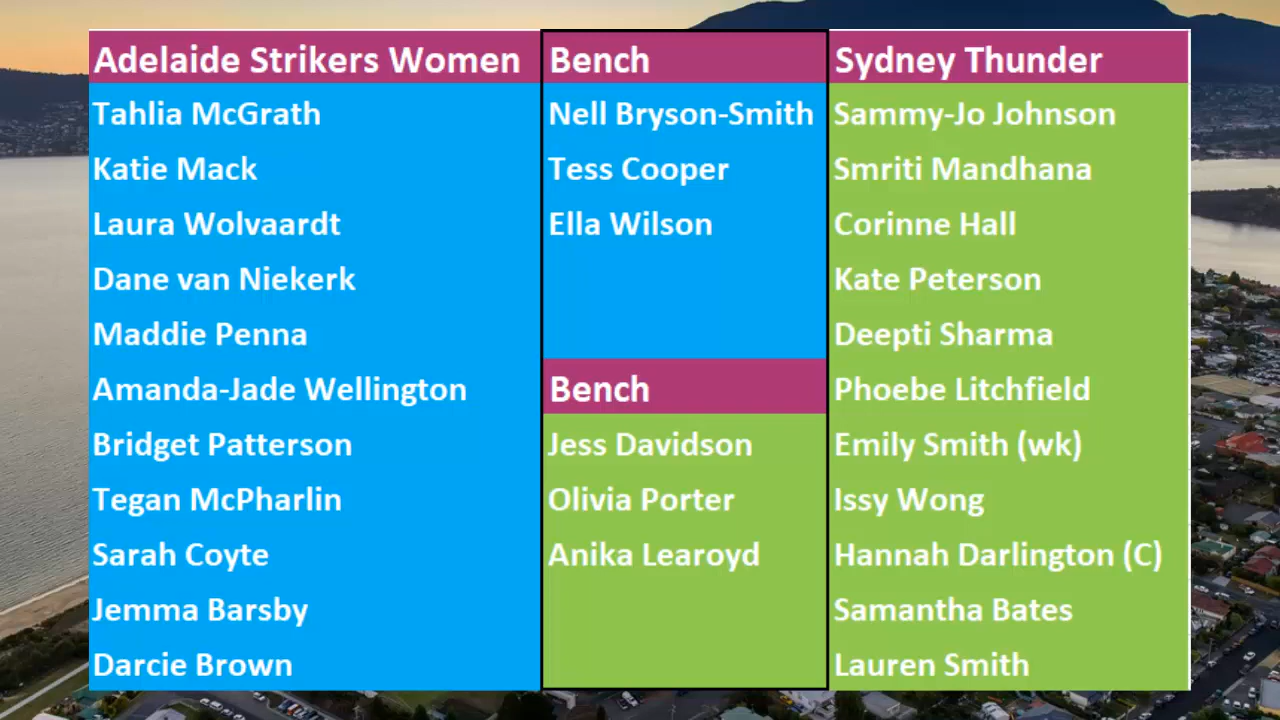 Adelaide Strikers Women
Tahlia McGrath
Katie Mack
Laura Wolvaardt
Dane van Niekerk
Maddie Penna
Amanda-Jade Wellington
Bridget Patterson
Tegan McPharlin
Sarah Coyte
Jemma Barsby
Darcie Brown
Bench
Nell Bryson-Smith
Tess Cooper
Ella Wilson
Bench
Jess Davidson
Olivia Porter
Anika Learoyd
Sydney Thunder
Sammy-Jo Johnson
Smriti Mandhana
Corinne Hall
Kate Peterson
Deepti Sharma
Phoebe Litchfield
Emily Smith (wk)
Issy Wong
Hannah Darlington (C)
Samantha Bates
Lauren Smith